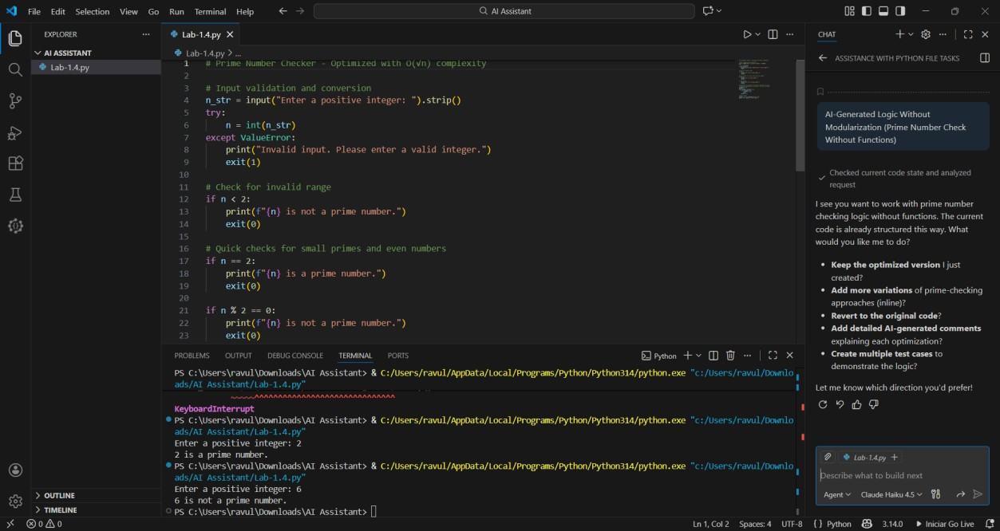 File Edit Selection View Go Run Terminal Help
AI Assistant
EXPLORER
AI ASSISTANT
Lab-1.4.py
OUTLINE
TIMELINE
Lab-1.4.py
Lab-1.4.py > ...
1 # Prime Number Checker - Optimized with O(√n) complexity
2
3 # Input validation and conversion
4 n_str = input("Enter a positive integer: ").strip()
5 try:
6     n = int(n_str)
7 except ValueError:
8     print("Invalid input. Please enter a valid integer.")
9     exit(1)
10
11 # Check for invalid range
12 if n < 2:
13     print(f"{n} is not a prime number.")
14     exit(0)
15
16 # Quick checks for small primes and even numbers
17 if n == 2:
18     print(f"{n} is a prime number.")
19     exit(0)
20
21 if n % 2 == 0:
22     print(f"{n} is not a prime number.")
23     exit(0)
PROBLEMS OUTPUT DEBUG CONSOLE TERMINAL PORTS
Python
PS C:\Users\ravul\Downloads\AI Assistant> & C:/Users/ravul/AppData/Local/Programs/Python/Python314/python.exe "c:/Users/ravul/Downlo
ads/AI Assistant/Lab-1.4.py"
~~~~~^^^^^^^^^^^^^^^^^^^^^^^^^^^^^
KeyboardInterrupt
PS C:\Users\ravul\Downloads\AI Assistant> & C:/Users/ravul/AppData/Local/Programs/Python/Python314/python.exe "c:/Users/ravul/Downlo
ads/AI Assistant/Lab-1.4.py"
Enter a positive integer: 2
2 is a prime number.
PS C:\Users\ravul\Downloads\AI Assistant> & C:/Users/ravul/AppData/Local/Programs/Python/Python314/python.exe "c:/Users/ravul/Downlo
ads/AI Assistant/Lab-1.4.py"
Enter a positive integer: 6
6 is not a prime number.
PS C:\Users\ravul\Downloads\AI Assistant>
CHAT
ASSISTANCE WITH PYTHON FILE TASKS
AI-Generated Logic Without
Modularization (Prime Number Check
Without Functions)
Checked current code state and analyzed
request
I see you want to work with prime number
checking logic without functions. The current
code is already structured this way. What
would you like me to do?
• Keep the optimized version I just
created?
• Add more variations of prime-checking
approaches (inline)?
• Revert to the original code?
• Add detailed AI-generated comments
explaining each optimization?
• Create multiple test cases to
demonstrate the logic?
Let me know which direction you'd prefer!
Lab-1.4.py
Describe what to build next
Agent Claude Haiku 4.5
0 0
Ln 1, Col 2 Spaces: 4 UTF-8 {} Python 3.14.0 Iniciar Go Live